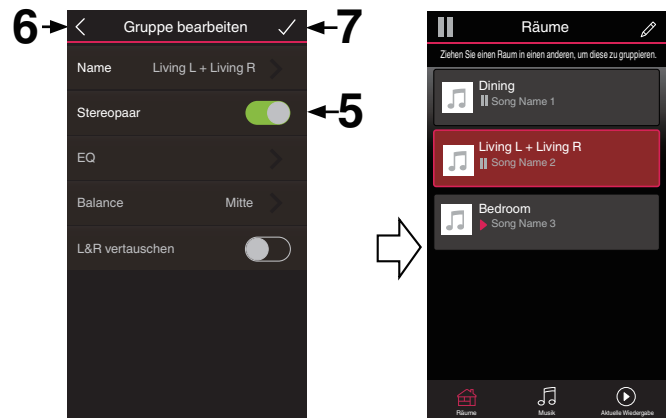 6
Gruppe bearbeiten
7
Name Living L + Living R
Stereopaar
5
EQ
Balance Mitte
L&R vertauschen
Räume
Ziehen Sie einen Raum in einen anderen, um diese zu gruppieren.
Dining
Song Name 1
Living L + Living R
Song Name 2
Bedroom
Song Name 3
Räume Musik Aktuelle Wiedergabe